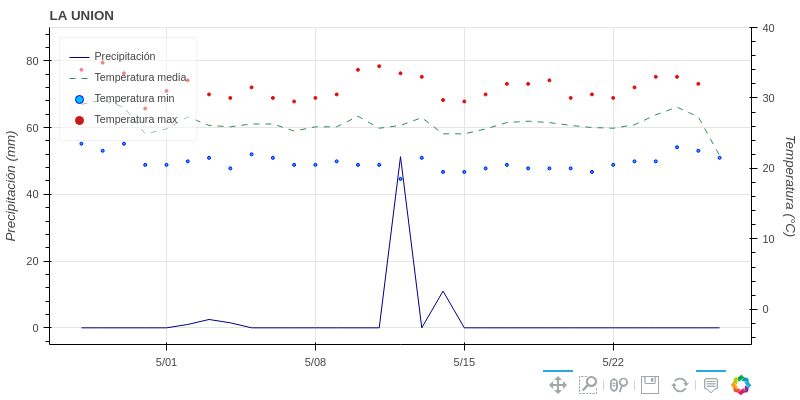 LA UNION
Precipitación
Temperatura media
Temperatura min
Temperatura max
Precipitación (mm)
80
60
40
20
0
Temperatura (°C)
40
30
20
10
0
5/01 5/08 5/15 5/22